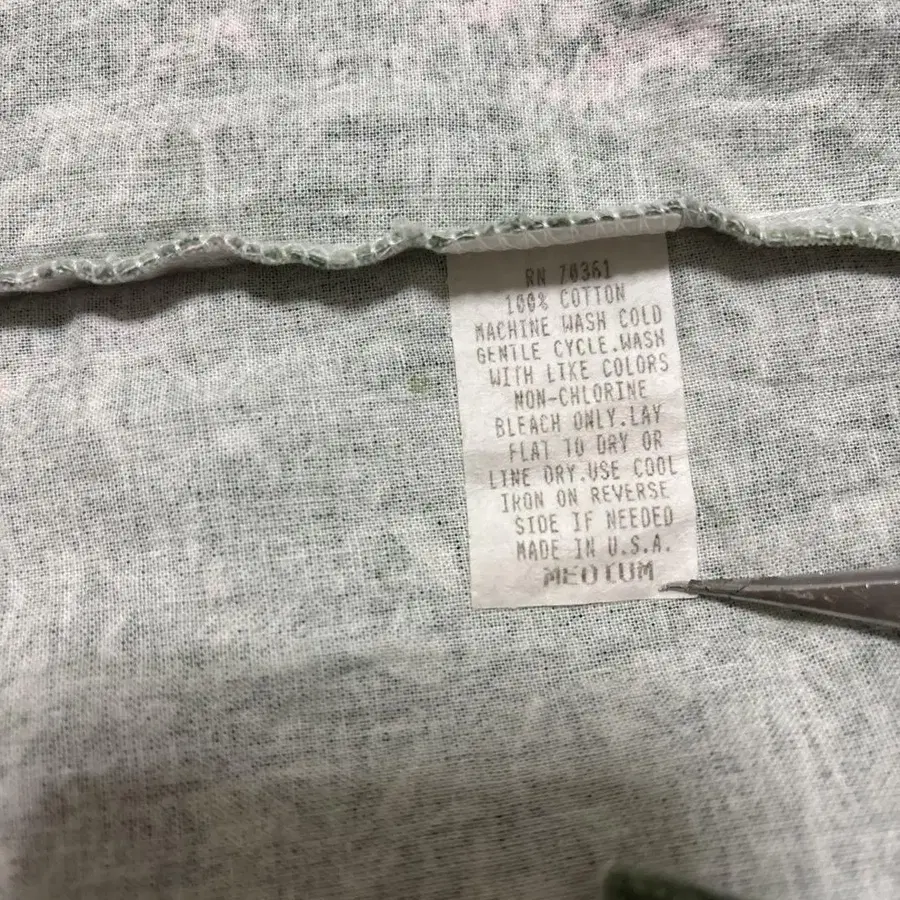 RN 70361
100% COTTON
MACHINE WASH COLD
GENTLE CYCLE.WASH
WITH LIKE COLORS
NON-CHLORINE
BLEACH ONLY.LAY
FLAT TO DRY OR
LINE DRY.USE COOL
IRON ON REVERSE
SIDE IF NEEDED
MADE IN U.S.A.
MEDIUM